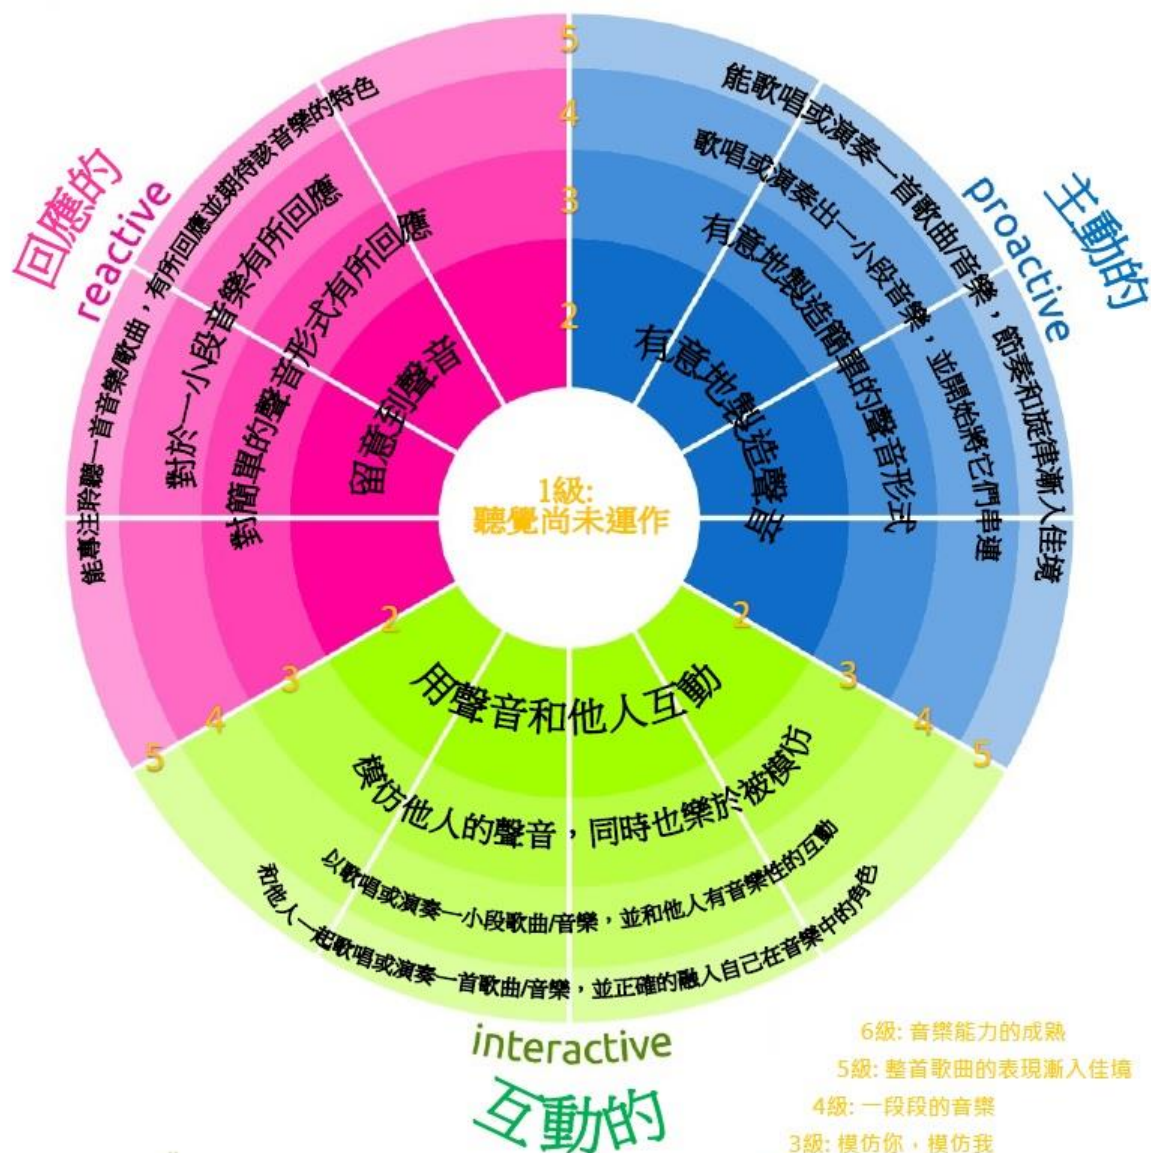 回應的
reactive
能專注聆聽一首音樂/歌曲，有所回應並期待該音樂的特色
對於一小段音樂有所回應
對簡單的聲音形式有所回應
留意到聲音
5
4
3
2
主動的
proactive
能歌唱或演奏一首歌曲/音樂，節奏和旋律漸入佳境
歌唱或演奏出一小段音樂，並開始將它們串連
有意地製造簡單的聲音形式
有意地製造聲音
1級:
聽覺尚未運作
2
3
4
5
2
3
4
5
用聲音和他人互動
模仿他人的聲音，同時也樂於被模仿
以歌唱或演奏一小段歌曲/音樂，並和他人有音樂性的互動
和他人一起歌唱或演奏一首歌曲/音樂，並正確的融入自己在音樂中的角色
interactive
互動的
6級: 音樂能力的成熟
5級: 整首歌曲的表現漸入佳境
4級: 一段段的音樂
3級: 模仿你，模仿我